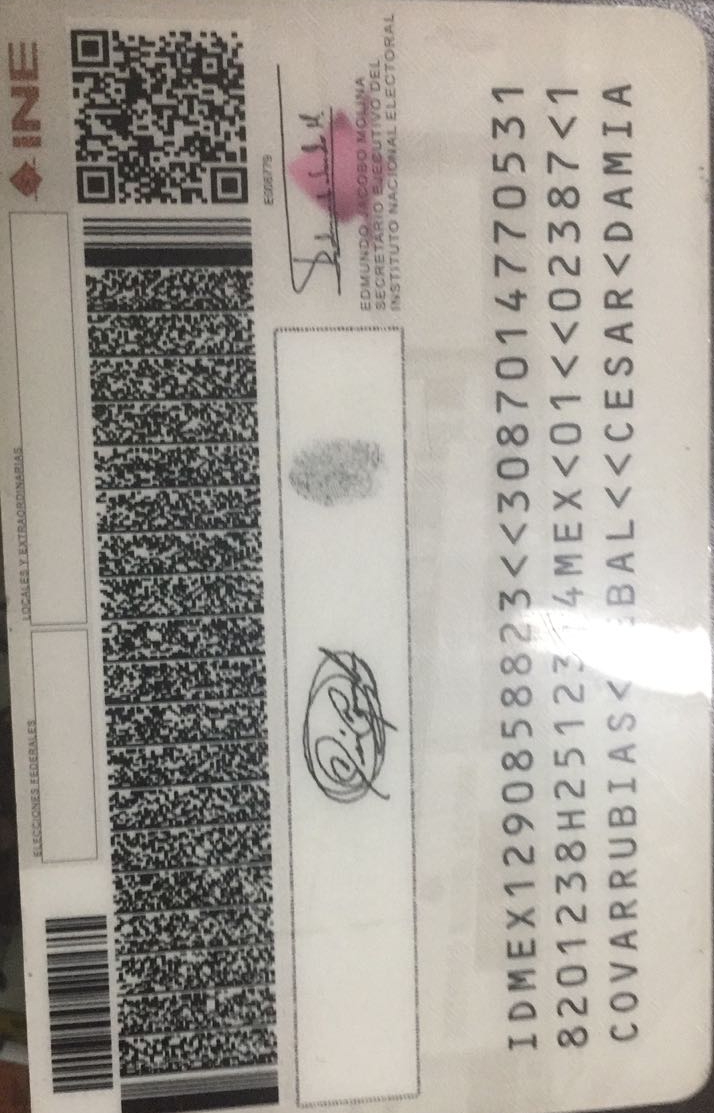 INE
E008779
EDMUNDO JACOBO MOLINA
SECRETARIO EJECUTIVO DEL
INSTITUTO NACIONAL ELECTORAL
ELECCIONES FEDERALES
LOCALES Y EXTRAORDINARIAS
IDMEX1290858823<<3087014770531
8201238H25123 4MEX<01<<02387<1
COVARRUBIAS< BAL<<CESAR<DAMIA